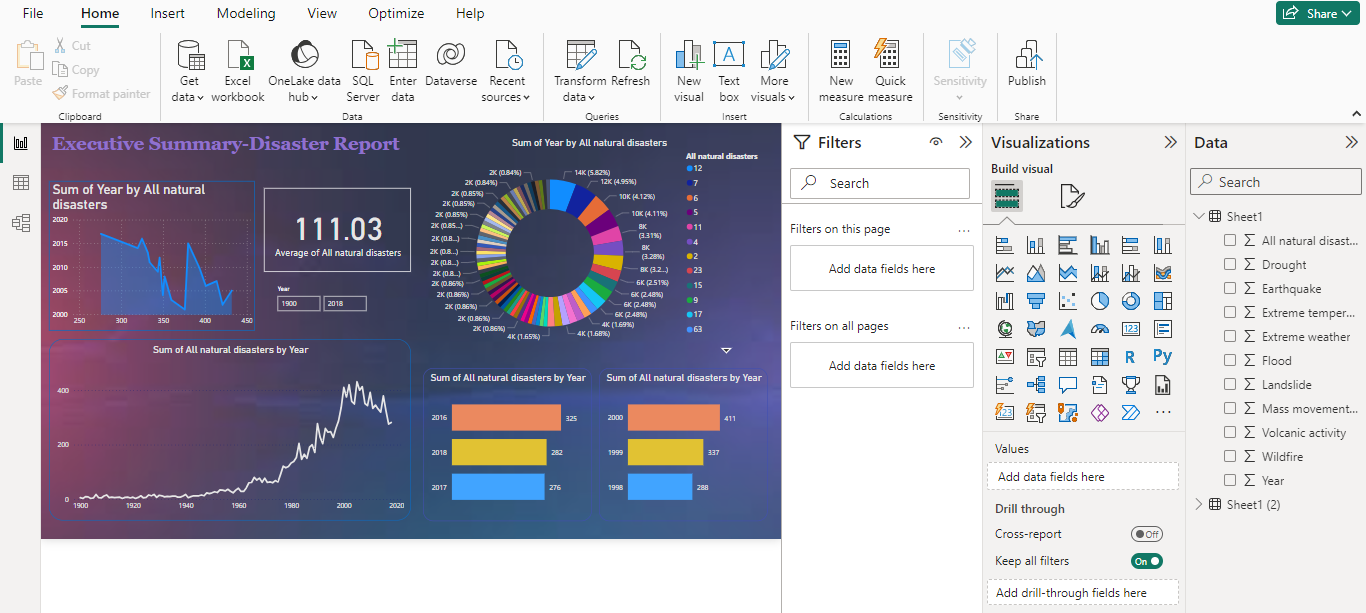 File Home Insert Modeling View Optimize Help Share
Paste
Cut
Copy
Format painter
Clipboard
Get data
Excel workbook
OneLake data hub
SQL Server
Enter data
Dataverse
Recent sources
Data
Transform data
Refresh
Queries
New visual
Text box
More visuals
Insert
New measure
Quick measure
Calculations
Sensitivity
Sensitivity
Publish
Share
Executive Summary-Disaster Report
Sum of Year by All natural disasters
2020
2015
2010
2005
2000
250 300 350 400 450
111.03
Average of All natural disasters
Year
1900 2018
Sum of Year by All natural disasters
14K (5.82%)
12K (4.95%)
10K (4.12%)
10K (4.11%)
8K (3.31%)
8K (3.28%)
8K (3.2...)
6K (2.51%)
6K (2.48%)
6K (2.48%)
6K (2.48%)
4K (1.69%)
4K (1.68%)
4K (1.65%)
2K (0.86%)
2K (0.86%)
2K (0.86%)
2K (0.86%)
2K (0.8...)
2K (0.8...)
2K (0.8...)
2K (0.85...)
2K (0.85%)
2K (0.85%)
2K (0.85%)
2K (0.84%)
2K (0.84%)
All natural disasters
12
7
6
5
11
4
2
23
15
9
17
63
Sum of All natural disasters by Year
400
200
0
1900 1920 1940 1960 1980 2000 2020
Sum of All natural disasters by Year
2016 325
2018 282
2017 276
Sum of All natural disasters by Year
2000 411
1999 337
1998 288
Filters
Search
Filters on this page ...
Add data fields here
Filters on all pages ...
Add data fields here
Visualizations
Build visual
123
R
Py
123
...
Values
Add data fields here
Drill through
Cross-report Off
Keep all filters On
Add drill-through fields here
Data
Search
Sheet1
All natural disast...
Drought
Earthquake
Extreme temper...
Extreme weather
Flood
Landslide
Mass movement...
Volcanic activity
Wildfire
Year
Sheet1 (2)